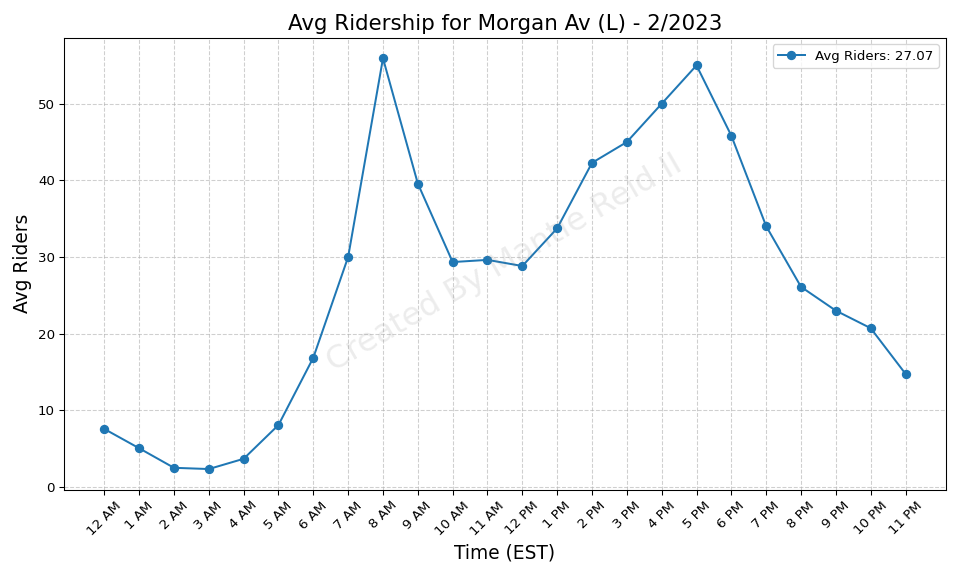 Avg Ridership for Morgan Av (L) - 2/2023
Avg Riders: 27.07
Avg Riders
50
40
30
20
10
0
Created By Mantle Reid II
12 AM
1 AM
2 AM
3 AM
4 AM
5 AM
6 AM
7 AM
8 AM
9 AM
10 AM
11 AM
12 PM
1 PM
2 PM
3 PM
4 PM
5 PM
6 PM
7 PM
8 PM
9 PM
10 PM
11 PM
Time (EST)